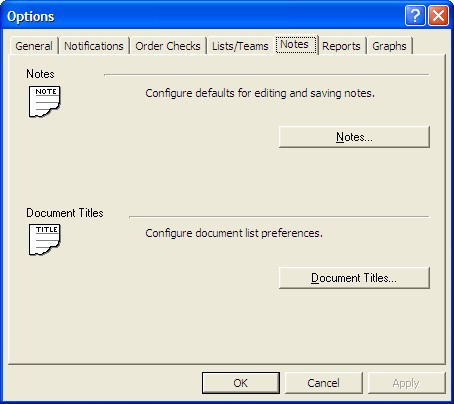 Options
General Notifications Order Checks Lists/Teams Notes Reports Graphs
Notes
NOTE
Configure defaults for editing and saving notes.
Notes...
Document Titles
TITLE
Configure document list preferences.
Document Titles...
OK Cancel Apply